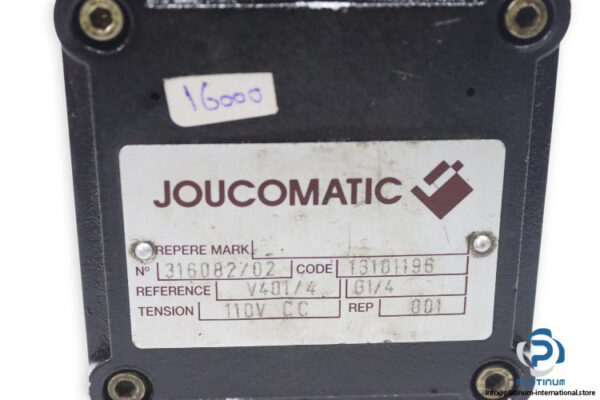 16000
JOUCOMATIC
REPERE MARK
N° 316082/02 CODE 13101196
REFERENCE V401/4 G1/4
TENSION 110V CC REP 001
PLATINUM
info@platinum-international.store